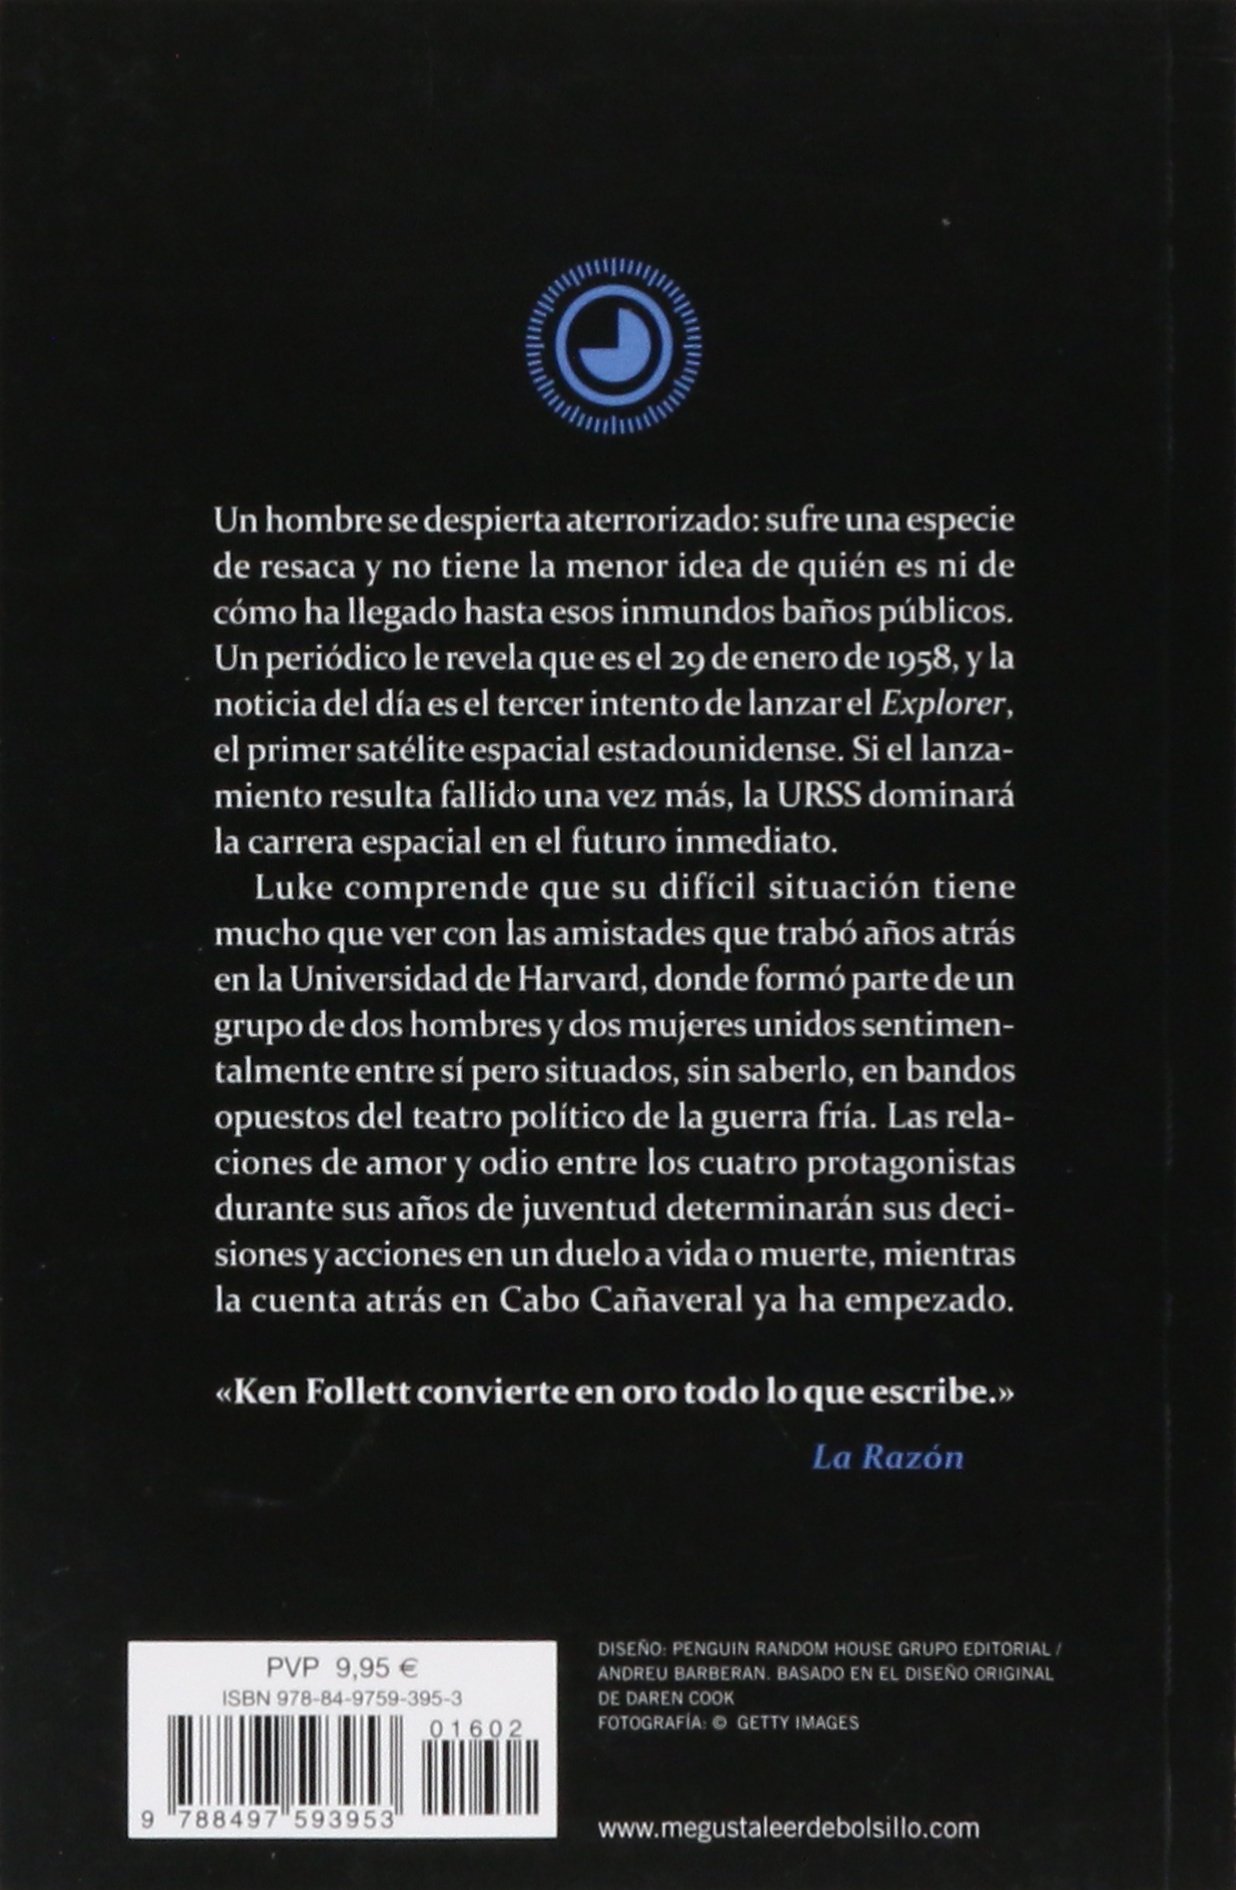 Un hombre se despierta aterrorizado: sufre una especie
de resaca y no tiene la menor idea de quién es ni de
cómo ha llegado hasta esos inmundos baños públicos.
Un periódico le revela que es el 29 de enero de 1958, y la
noticia del día es el tercer intento de lanzar el Explorer,
el primer satélite espacial estadounidense. Si el lanza-
miento resulta fallido una vez más, la URSS dominará
la carrera espacial en el futuro inmediato.
Luke comprende que su difícil situación tiene
mucho que ver con las amistades que trabó años atrás
en la Universidad de Harvard, donde formó parte de un
grupo de dos hombres y dos mujeres unidos sentimen-
talmente entre sí pero situados, sin saberlo, en bandos
opuestos del teatro político de la guerra fría. Las rela-
ciones de amor y odio entre los cuatro protagonistas
durante sus años de juventud determinarán sus deci-
siones y acciones en un duelo a vida o muerte, mientras
la cuenta atrás en Cabo Cañaveral ya ha empezado.
«Ken Follett convierte en oro todo lo que escribe.»
La Razón
PVP 9,95 €
ISBN 978-84-9759-395-3
01602
9 788497 593953
DISEÑO: PENGUIN RANDOM HOUSE GRUPO EDITORIAL /
ANDREU BARBERAN. BASADO EN EL DISEÑO ORIGINAL
DE DAREN COOK
FOTOGRAFÍA: © GETTY IMAGES
www.megustaleerdebolsillo.com